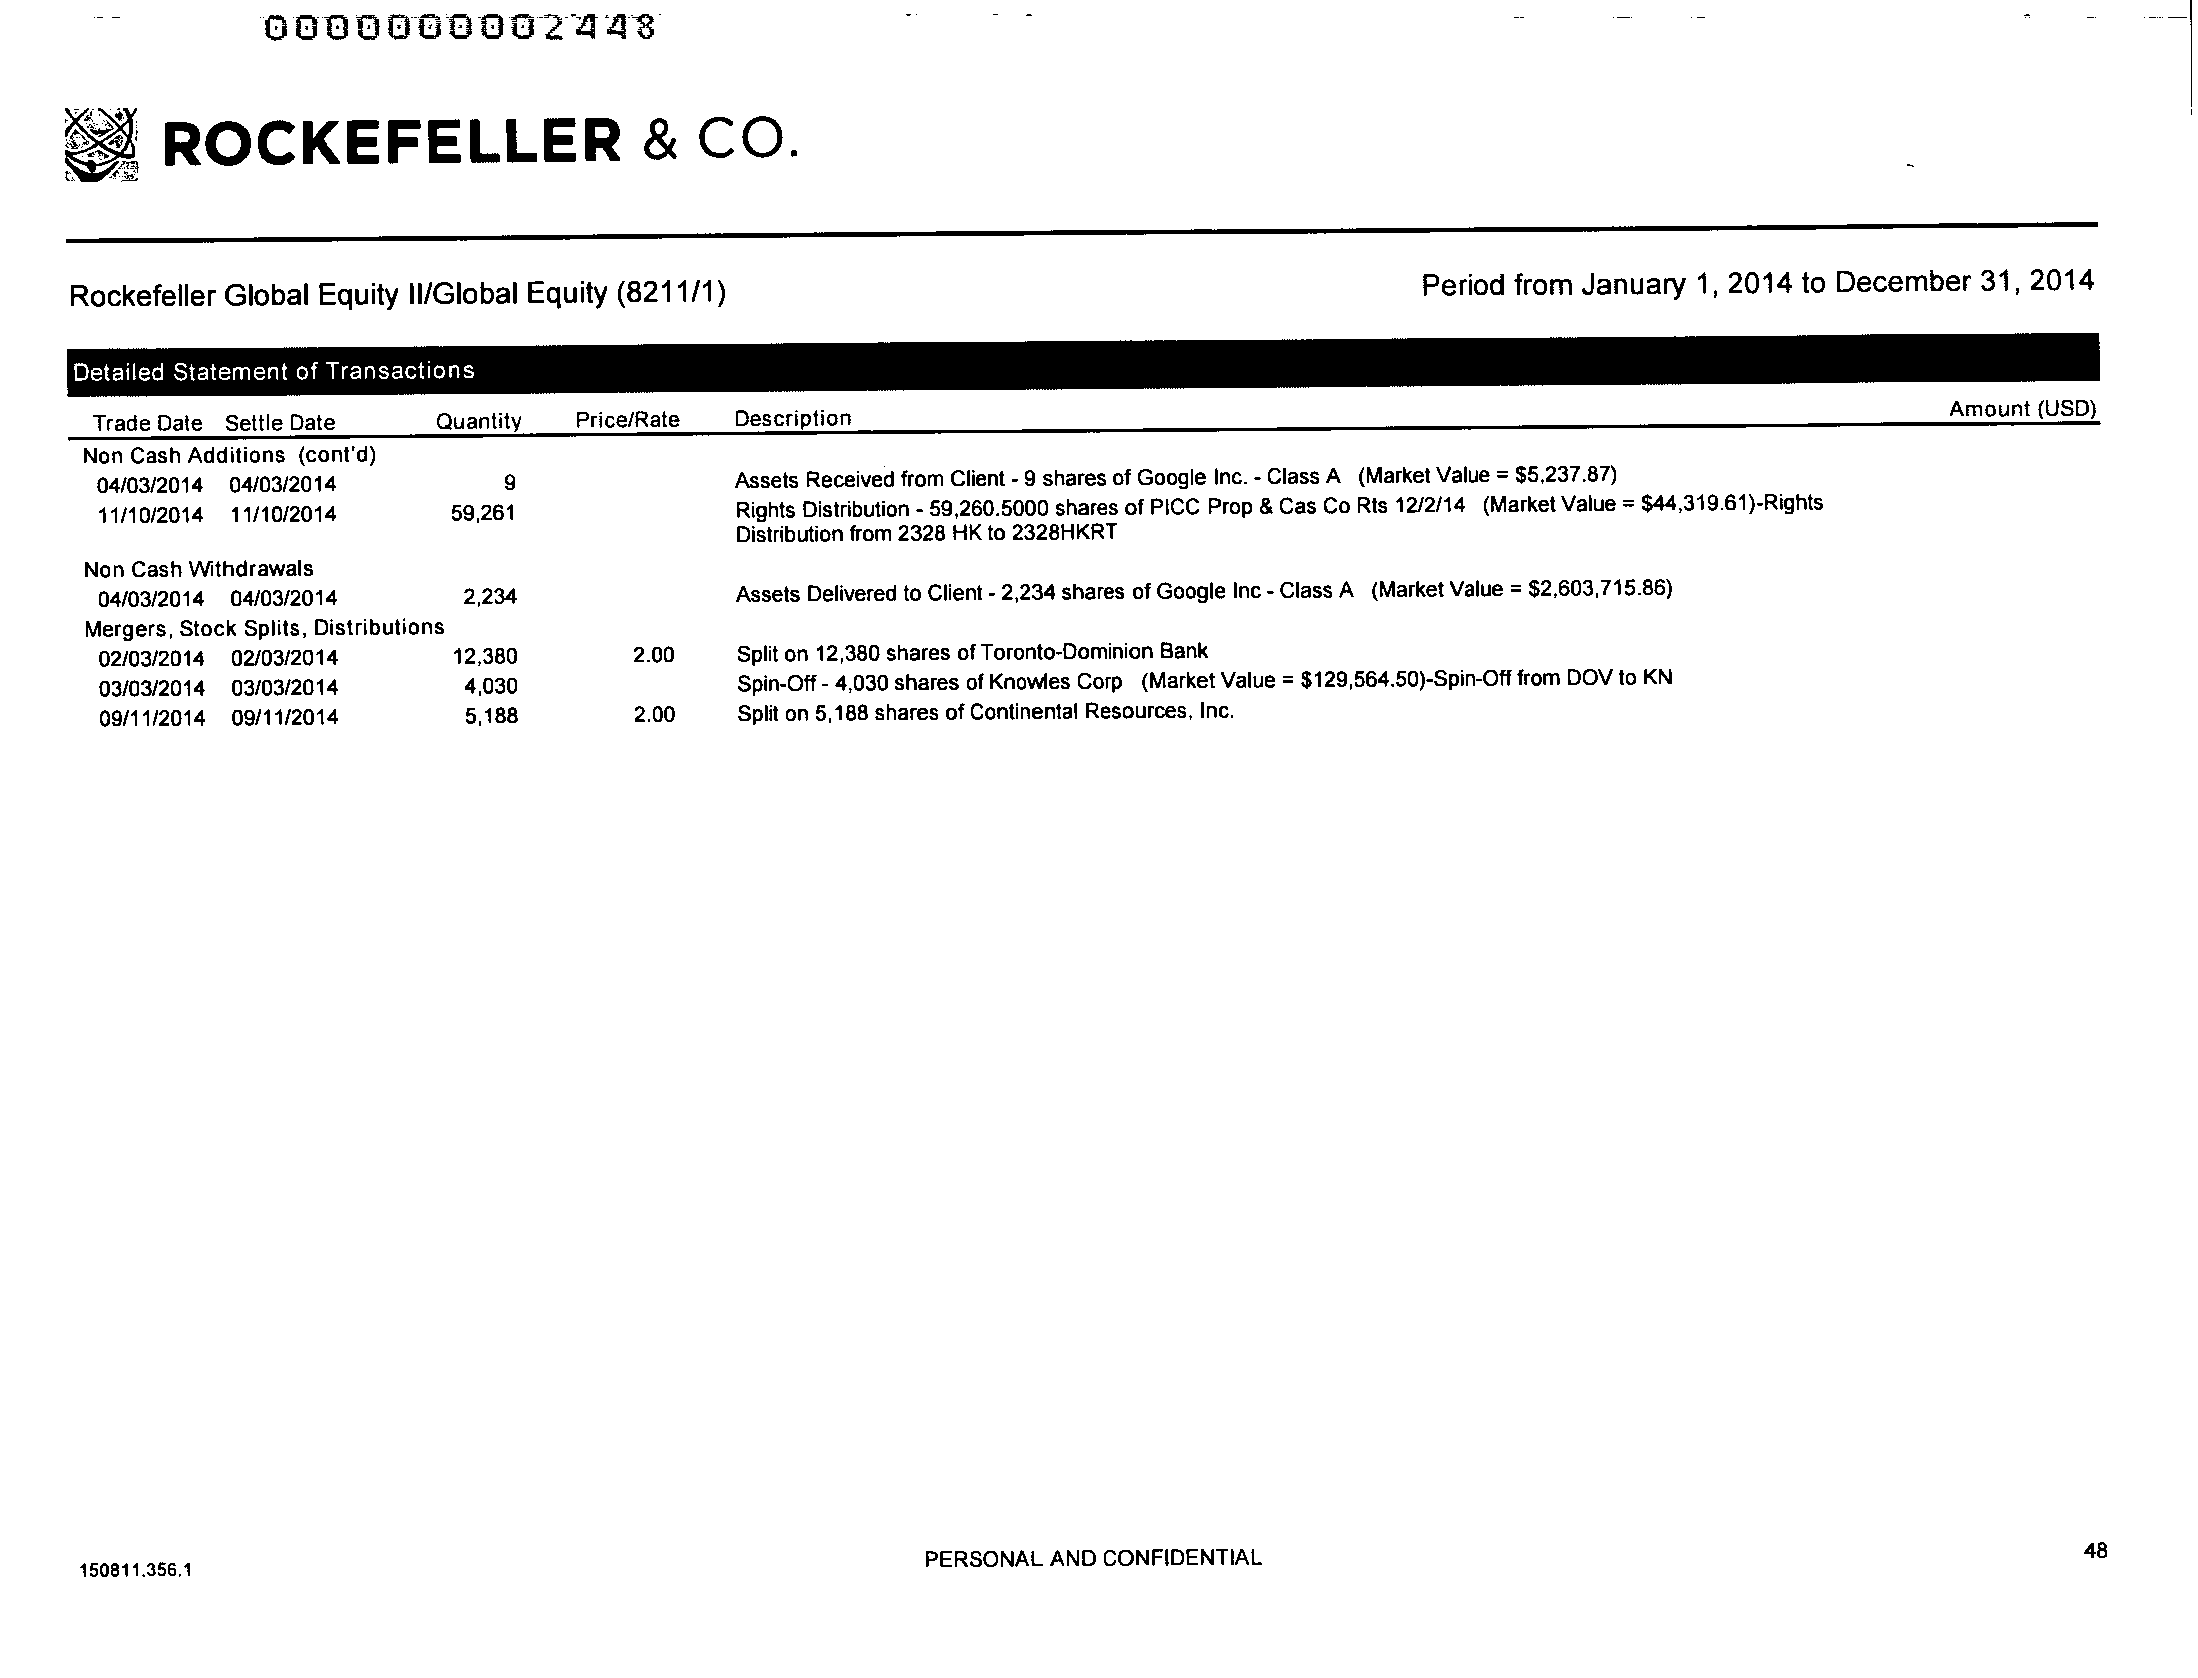 0000000002448
ROCKEFELLER & CO.
Rockefeller Global Equity II/Global Equity (8211/1) Period from January 1, 2014 to December 31, 2014
Detailed Statement of Transactions
Trade Date Settle Date Quantity Price/Rate Description Amount (USD)
Non Cash Additions (cont'd)
04/03/2014 04/03/2014 9 Assets Received from Client - 9 shares of Google Inc. - Class A (Market Value = $5,237.87)
11/10/2014 11/10/2014 59,261 Rights Distribution - 59,260.5000 shares of PICC Prop & Cas Co Rts 12/2/14 (Market Value = $44,319.61)-Rights
Distribution from 2328 HK to 2328HKRT
Non Cash Withdrawals
04/03/2014 04/03/2014 2,234 Assets Delivered to Client - 2,234 shares of Google Inc - Class A (Market Value = $2,603,715.86)
Mergers, Stock Splits, Distributions
02/03/2014 02/03/2014 12,380 2.00 Split on 12,380 shares of Toronto-Dominion Bank
03/03/2014 03/03/2014 4,030 Spin-Off - 4,030 shares of Knowles Corp (Market Value = $129,564.50)-Spin-Off from DOV to KN
09/11/2014 09/11/2014 5,188 2.00 Split on 5,188 shares of Continental Resources, Inc.
150811.356.1 PERSONAL AND CONFIDENTIAL 48